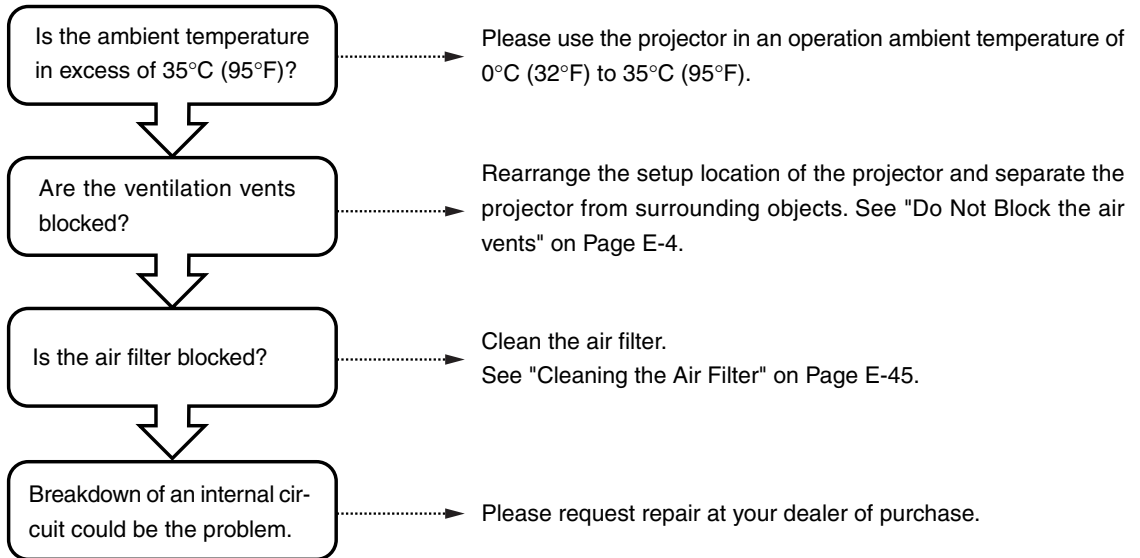 Is the ambient temperature
in excess of 35°C (95°F)?
Please use the projector in an operation ambient temperature of
0°C (32°F) to 35°C (95°F).
Are the ventilation vents
blocked?
Rearrange the setup location of the projector and separate the
projector from surrounding objects. See "Do Not Block the air
vents" on Page E-4.
Is the air filter blocked?
Clean the air filter.
See "Cleaning the Air Filter" on Page E-45.
Breakdown of an internal cir-
cuit could be the problem.
Please request repair at your dealer of purchase.